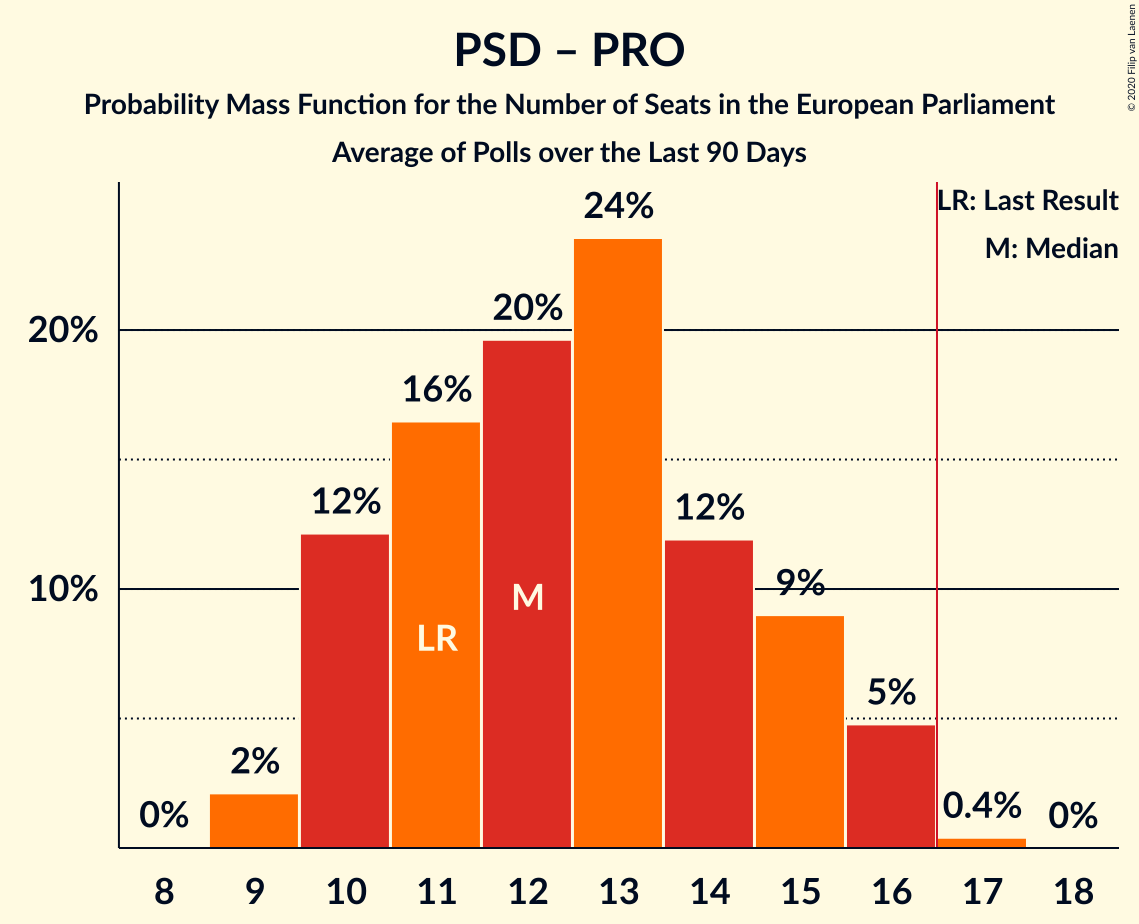 PSD – PRO
Probability Mass Function for the Number of Seats in the European Parliament
Average of Polls over the Last 90 Days
© 2020 Filip van Laenen
LR: Last Result
M: Median
24%
20%
16%
12%
12%
9%
5%
2%
0%
0.4%
0%
20%
10%
LR
M
8 9 10 11 12 13 14 15 16 17 18